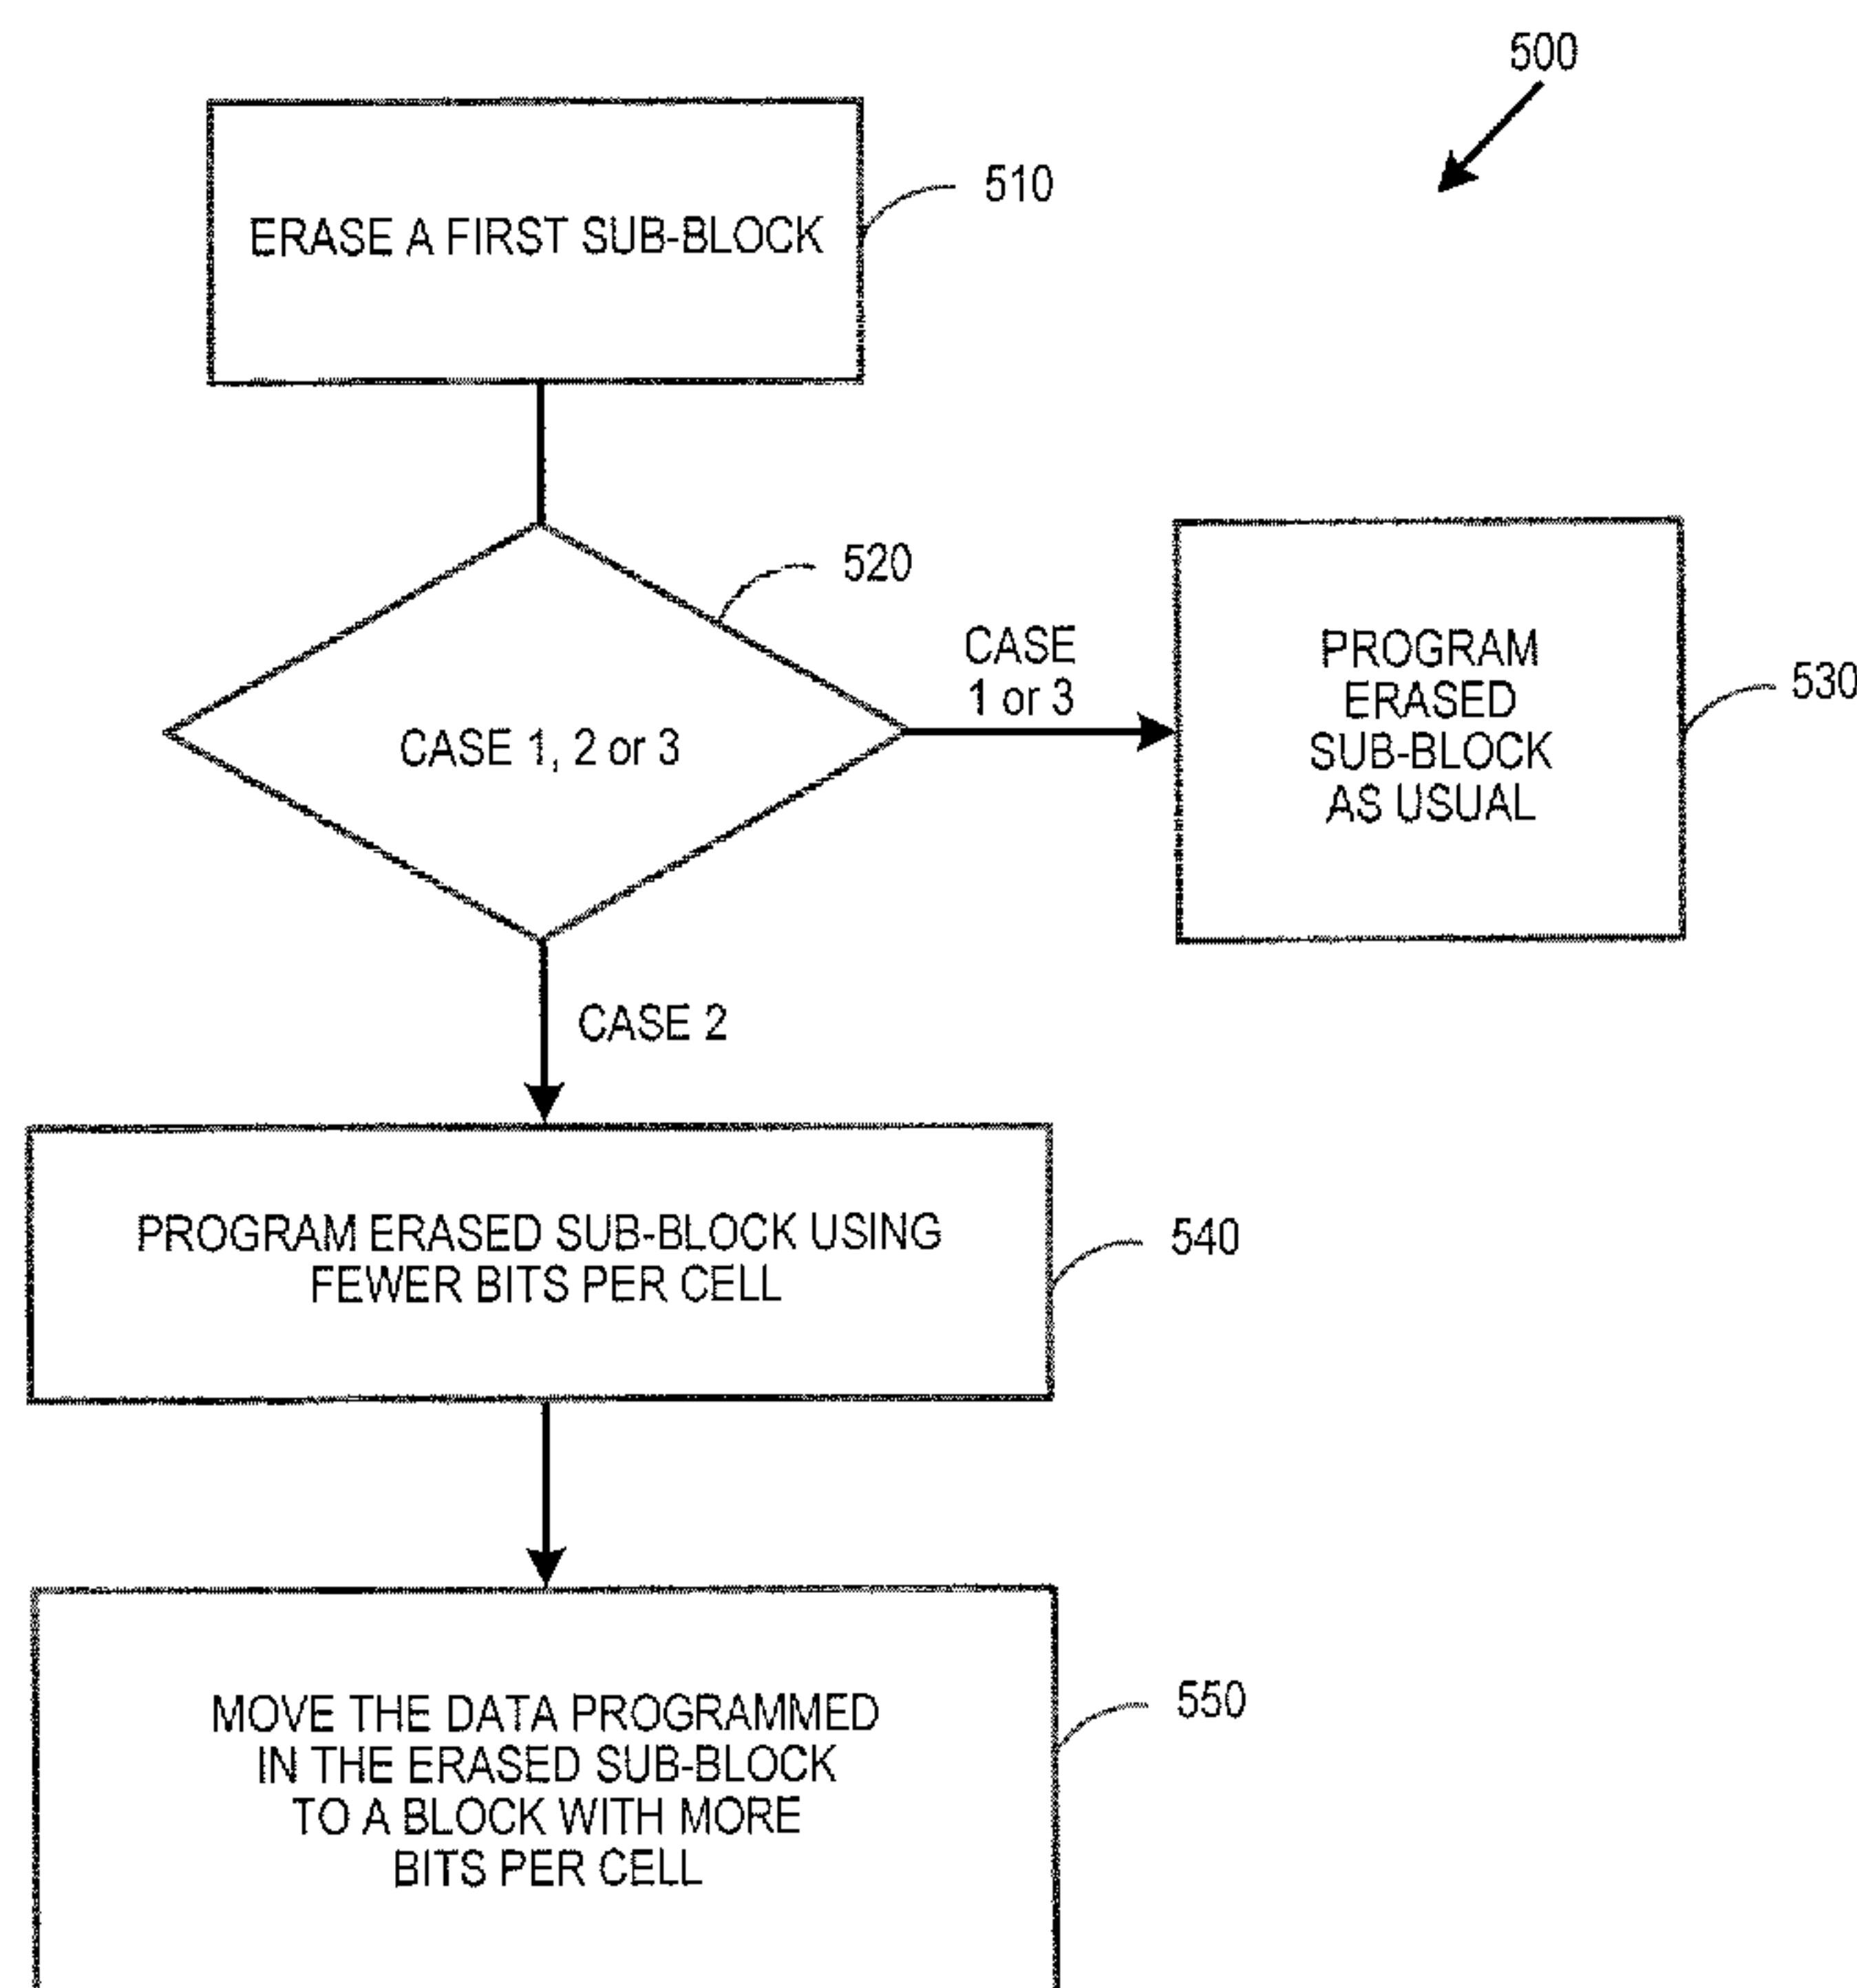 500
ERASE A FIRST SUB-BLOCK
510
520
CASE 1, 2 or 3
CASE
1 or 3
PROGRAM
ERASED
SUB-BLOCK
AS USUAL
530
CASE 2
PROGRAM ERASED SUB-BLOCK USING
FEWER BITS PER CELL
540
MOVE THE DATA PROGRAMMED
IN THE ERASED SUB-BLOCK
TO A BLOCK WITH MORE
BITS PER CELL
550